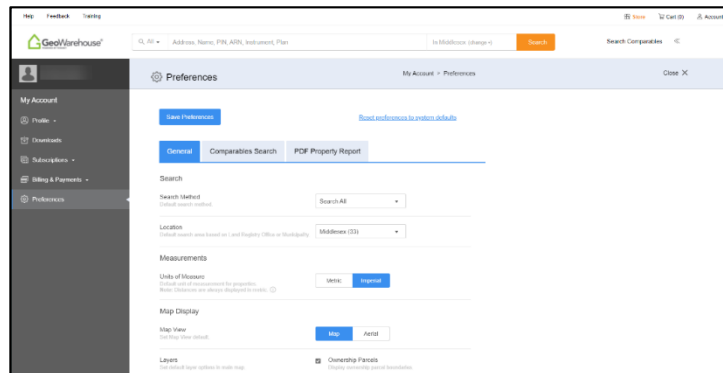 Help Feedback Training Store Cart (0) Account
GeoWarehouse®
All Address, Name, PIN, ARN, Instrument, Plan In Middlesex (change) Search Search Comparables
Preferences My Account > Preferences Close X
My Account
Profile
Downloads
Subscriptions
Billing & Payments
Preferences
Save Preferences Reset preferences to system defaults
General Comparables Search PDF Property Report
Search
Search Method
Default search method
Search All
Location
Default search area based on Land Registry Office or Municipality
Middlesex (33)
Measurements
Units of Measure
Default unit of measurement for properties.
Note: Distances are always displayed in metric.
Metric Imperial
Map Display
Map View
Set Map View default.
Map Aerial
Layers
Set default layer options in main map.
Ownership Parcels
Display ownership parcel boundaries.